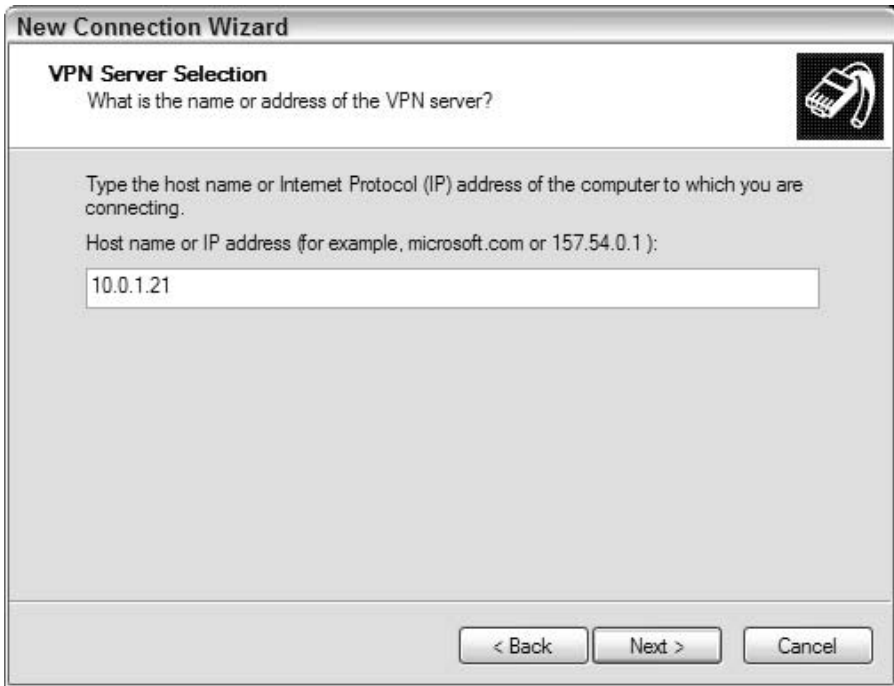 New Connection Wizard
VPN Server Selection
What is the name or address of the VPN server?
Type the host name or Internet Protocol (IP) address of the computer to which you are
connecting.
Host name or IP address (for example, microsoft.com or 157.54.0.1 ):
10.0.1.21
< Back
Next >
Cancel